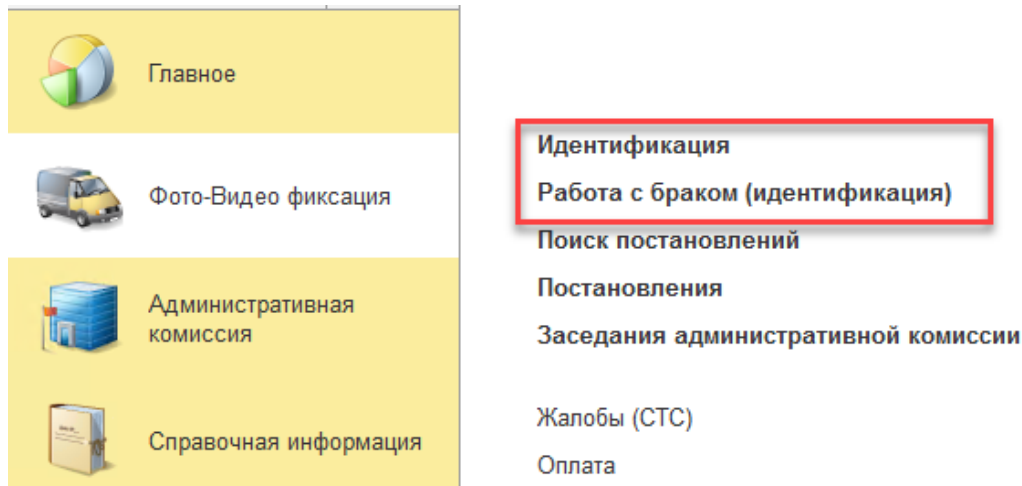 Главное
Фото-Видео фиксация
Административная
комиссия
Справочная информация
Идентификация
Работа с браком (идентификация)
Поиск постановлений
Постановления
Заседания административной комиссии
Жалобы (СТС)
Оплата